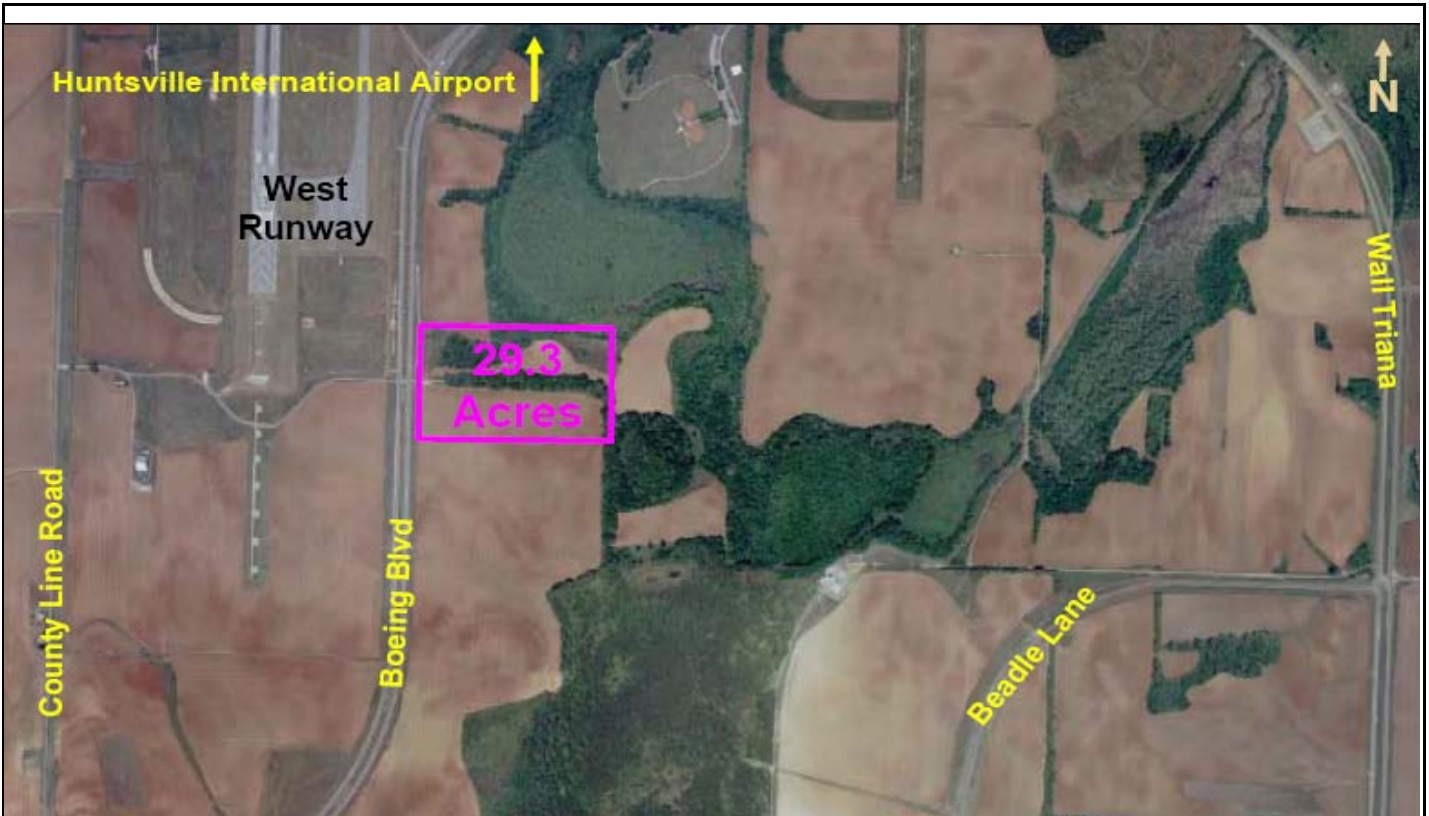 Huntsville International Airport
N
West
Runway
Wall Triana
29.3
Acres
County Line Road
Boeing Blvd
Beadle Lane